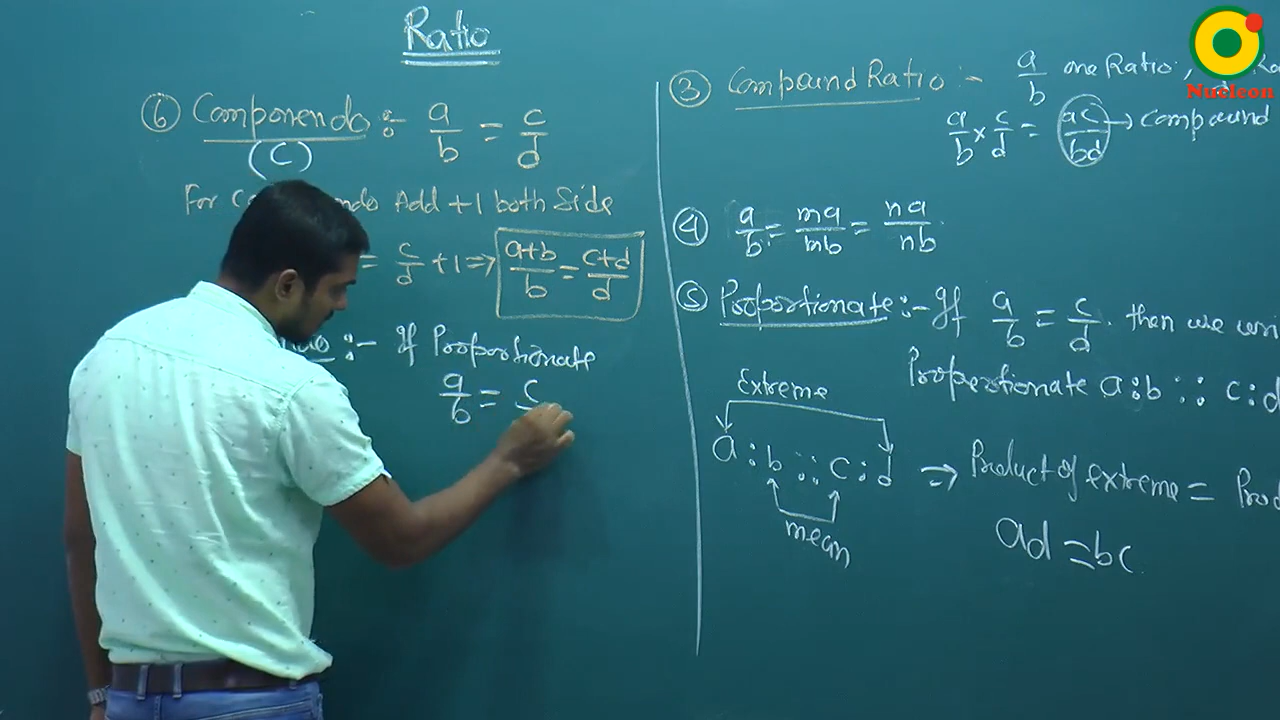 Ratio
⑥ Componendo :- a/b = c/d
(C)
For Add +1 both Side
= c/d +1 => a+b/b = c+d/d
:- If Proportionate
a/b = c
③ Compound Ratio :- a/b one Ratio,
a/b × c/d = ac/bd → Compound
④ a/b = ma/mb = na/nb
⑤ Proportionate :- If a/b = c/d. then we
Proportionate a:b :: c:d
Extreme
a:b :: c:d => Product of extreme =
mean
ad = bc
Nucleon